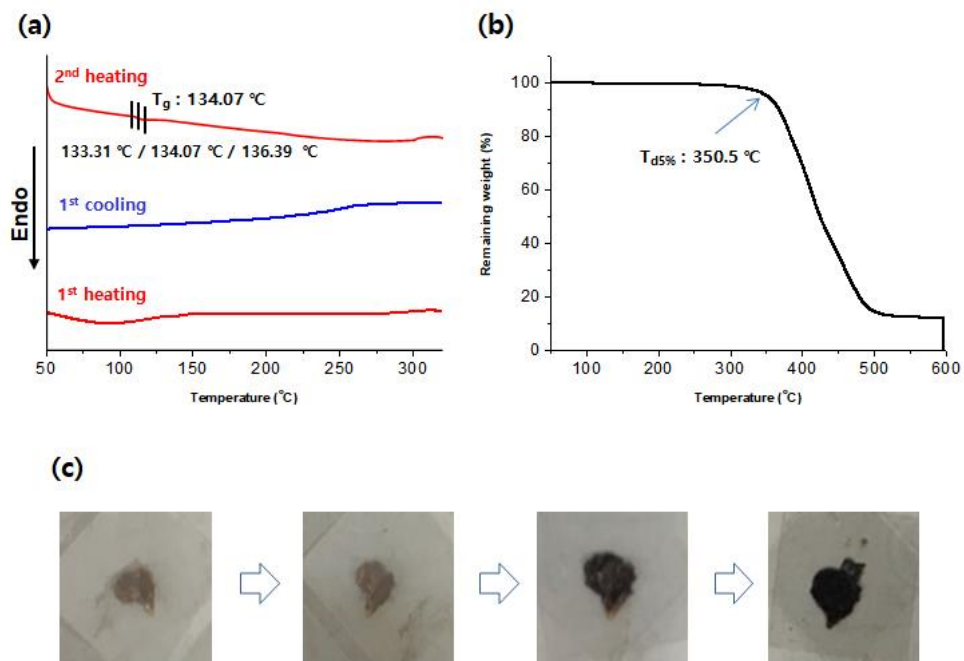 (a)
2nd heating
Tg : 134.07 ℃
133.31 ℃ / 134.07 ℃ / 136.39 ℃
1st cooling
Endo
1st heating
50 100 150 200 250 300
Temperature (°C)
(b)
100
80
60
40
20
0
Remaining weight (%)
Td5% : 350.5 ℃
100 200 300 400 500 600
Temperature (°C)
(c)